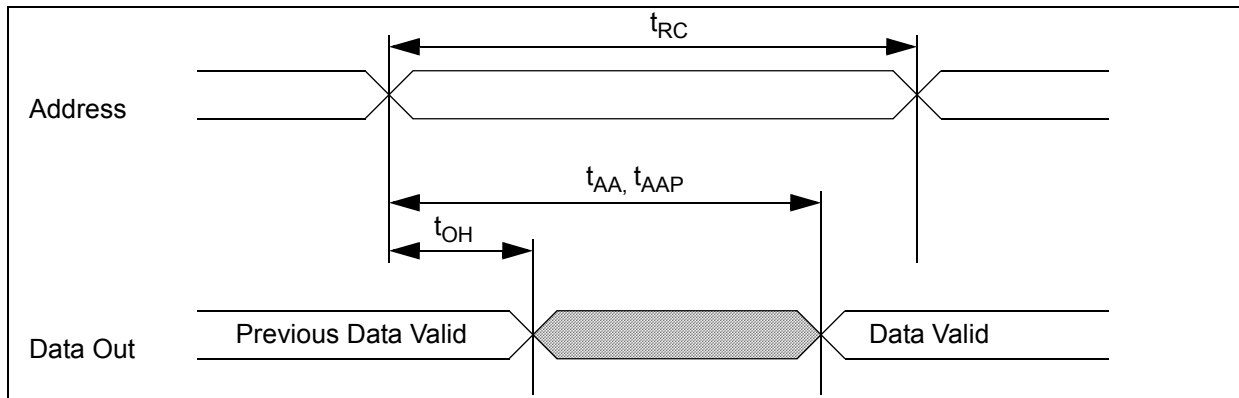 tRC
Address
tAA, tAAP
tOH
Previous Data Valid
Data Valid
Data Out